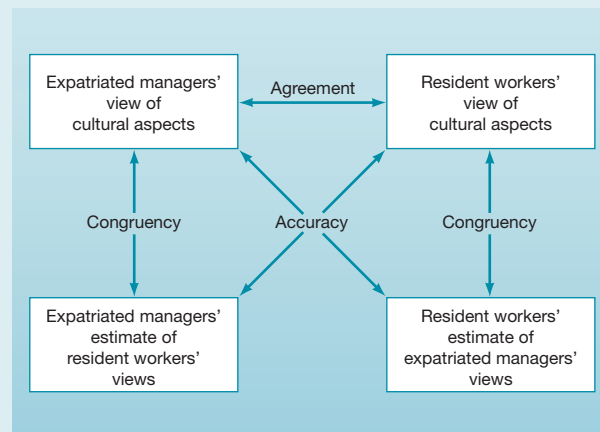 Expatriated managers’
view of
cultural aspects
Agreement
Resident workers’
view of
cultural aspects
Congruency
Accuracy
Congruency
Expatriated managers’
estimate of
resident workers’
views
Resident workers’
estimate of
expatriated managers’
views